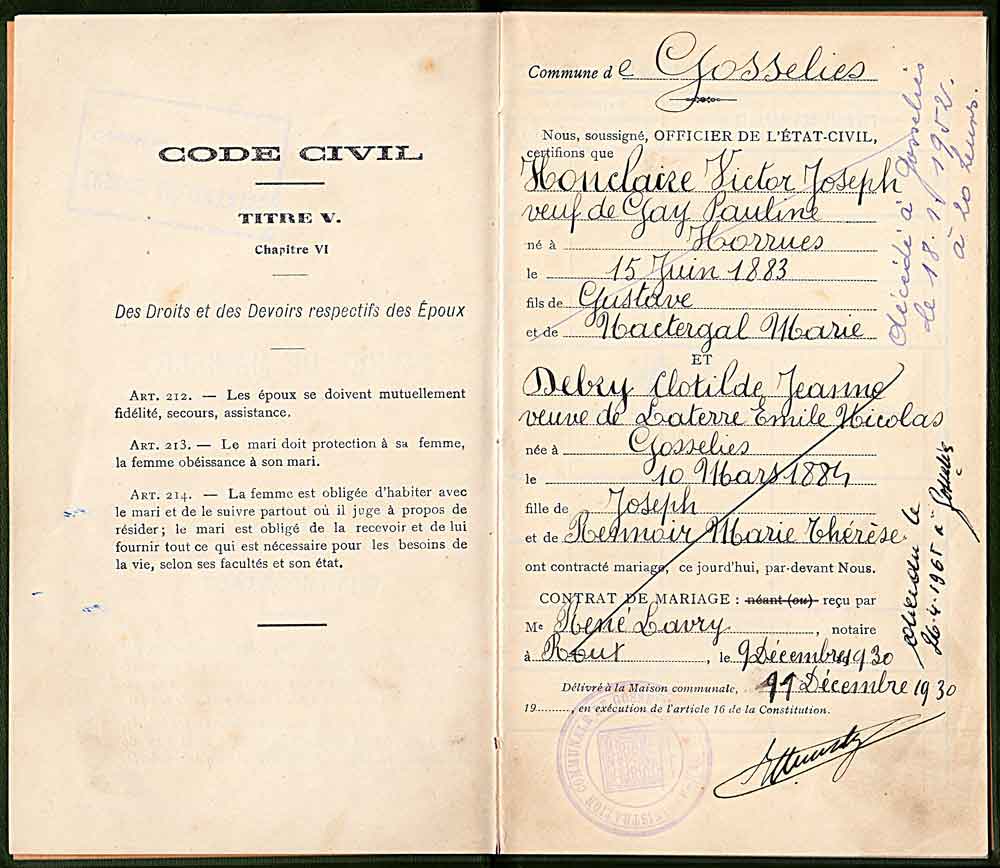 CODE CIVIL
TITRE V.
Chapitre VI
Des Droits et des Devoirs respectifs des Époux
ART. 212. — Les époux se doivent mutuellement
fidélité, secours, assistance.
ART. 213. — Le mari doit protection à sa femme,
la femme obéissance à son mari.
ART. 214. — La femme est obligée d'habiter avec
le mari et de le suivre partout où il juge à propos de
résider ; le mari est obligé de la recevoir et de lui
fournir tout ce qui est nécessaire pour les besoins de
la vie, selon ses facultés et son état.
Commune de Gosselies
Nous, soussigné, OFFICIER DE L'ÉTAT-CIVIL,
certifions que
Honclaire Victor Joseph
veuf de Gay Pauline
né à Horrues
le 15 Juin 1883
fils de Gustave
et de Nactergal Marie
ET
Debry Clotilde Jeanne
veuve de Laterre Emile Nicolas
née à Gosselies
le 10 Mars 1884
fille de Joseph
et de Rennoir Marie Thérèse
ont contracté mariage, ce jourd'hui, par-devant Nous.
CONTRAT DE MARIAGE : néant (ou) reçu par
Me René Lavry, notaire
à Roux, le 9 Décembre 1930
Délivré à la Maison communale, 11 Décembre 1930
19......, en exécution de l'article 16 de la Constitution.
décédé à Gosselies
le 18. 1952.
à 20 heures.
le
26.4.1965 à